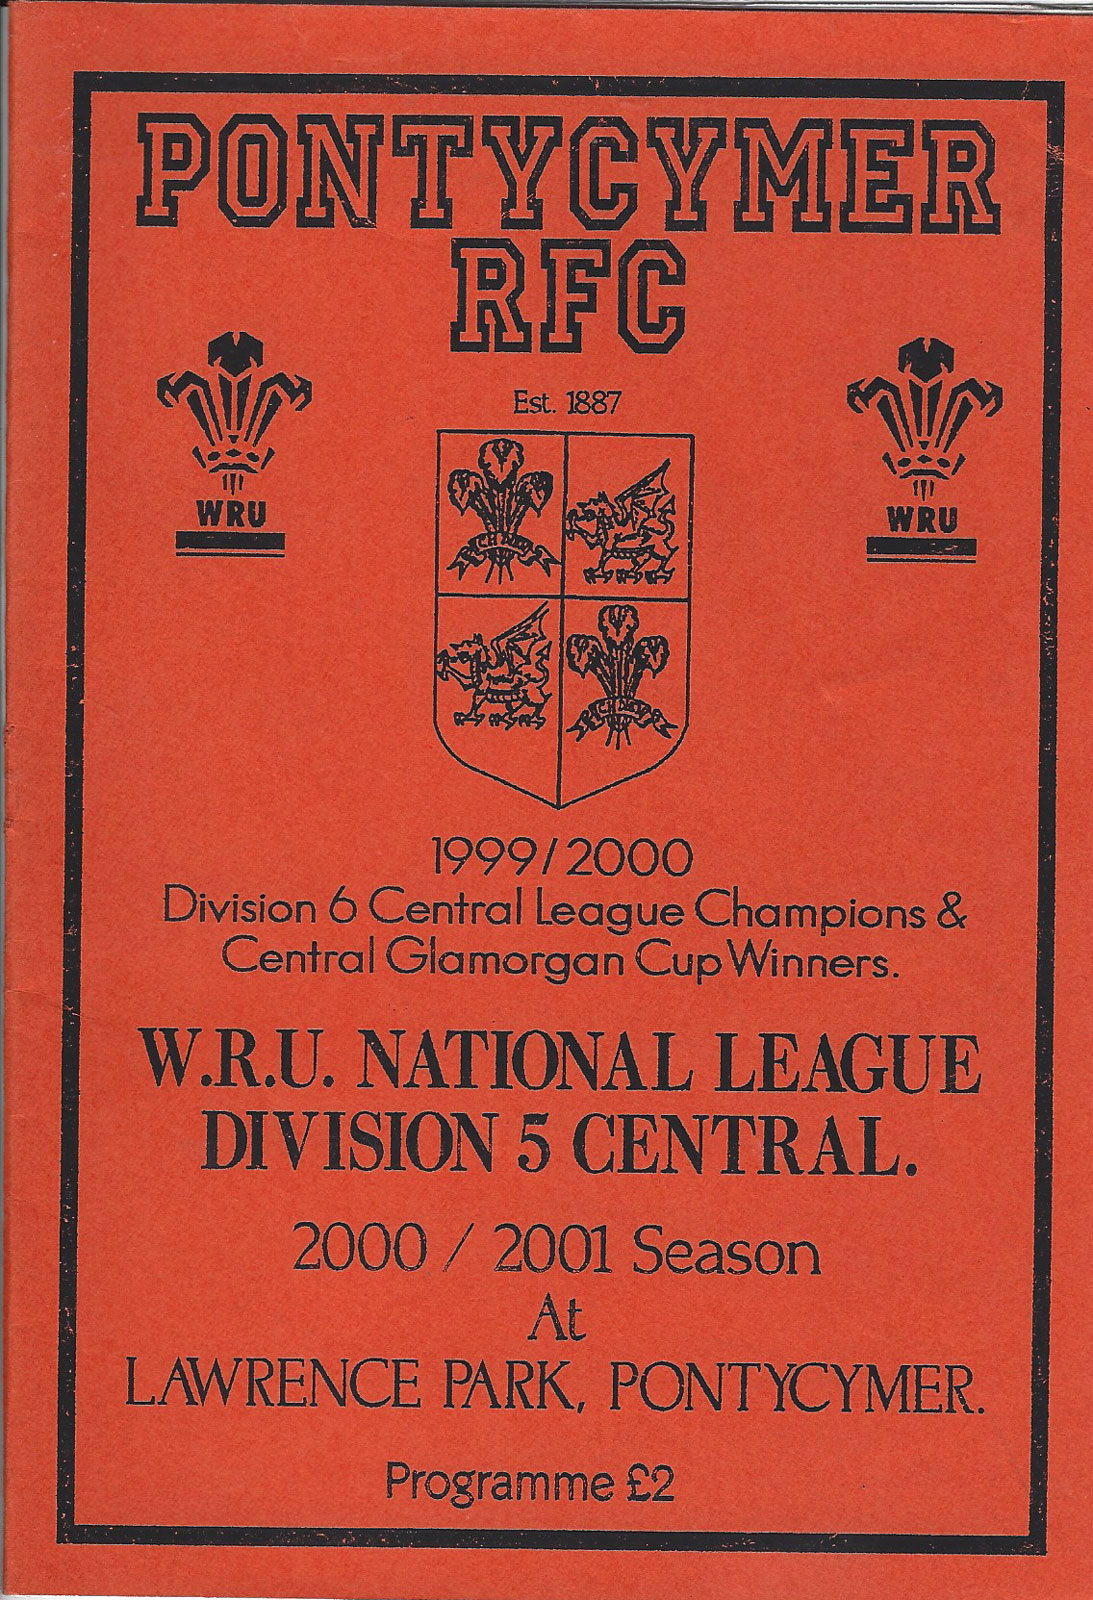 PONTYCYMER
RFC
Est. 1887
WRU
WRU
1999/2000
Division 6 Central League Champions &
Central Glamorgan Cup Winners.
W.R.U. NATIONAL LEAGUE
DIVISION 5 CENTRAL.
2000 / 2001 Season
At
LAWRENCE PARK, PONTYCYMER.
Programme £2